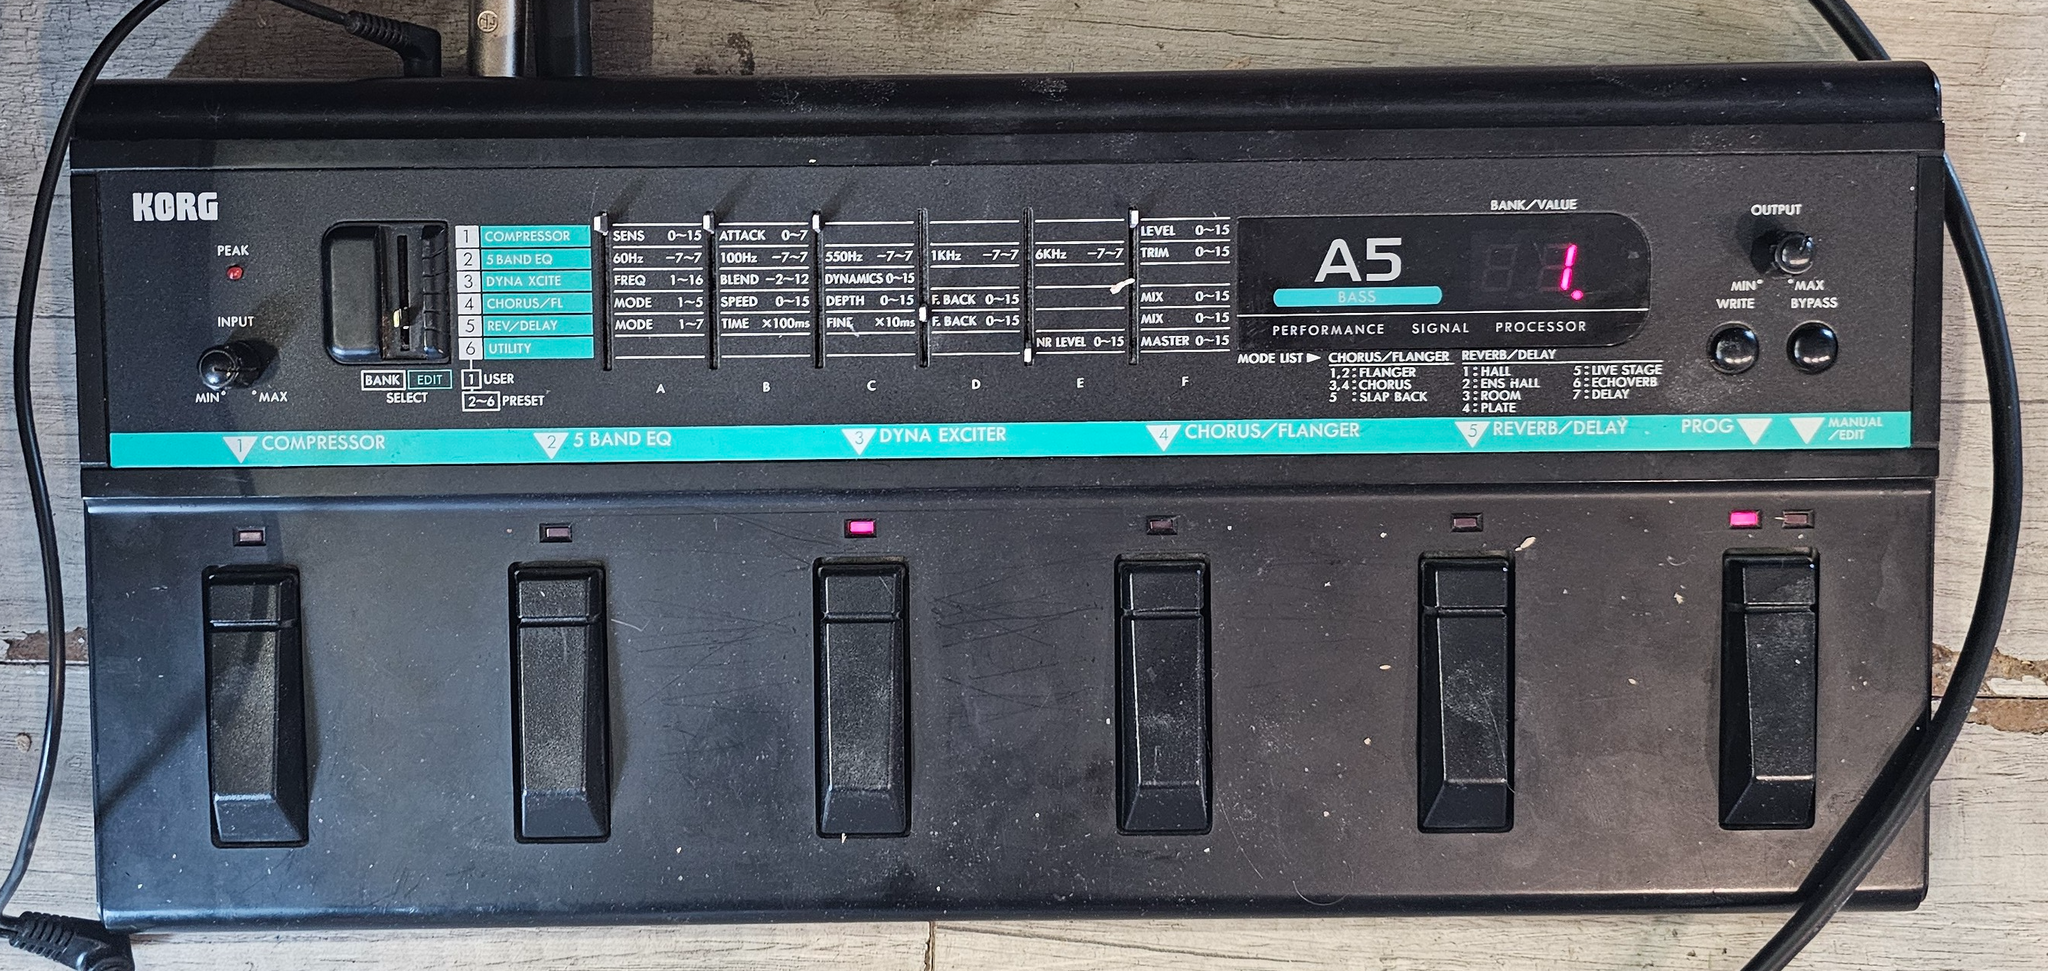 KORG
PEAK
INPUT
MIN MAX
BANK EDIT
SELECT
1 COMPRESSOR
2 5 BAND EQ
3 DYNA XCITE
4 CHORUS/FL
5 REV/DELAY
6 UTILITY
1 USER
2~6 PRESET
SENS 0~15 ATTACK 0~7 LEVEL 0~15
60Hz -7~7 100Hz -7~7 550Hz -7~7 1KHz -7~7 6KHz -7~7 TRIM 0~15
FREQ 1~16 BLEND -2~12 DYNAMICS 0~15
MODE 1~5 SPEED 0~15 DEPTH 0~15 F. BACK 0~15 MIX 0~15
MODE 1~7 TIME ×100ms FINE ×10ms F. BACK 0~15 MIX 0~15
NR LEVEL 0~15 MASTER 0~15
A B C D E F
BANK/VALUE
A5
BASS
1.
PERFORMANCE SIGNAL PROCESSOR
MODE LIST ► CHORUS/FLANGER REVERB/DELAY
1,2 : FLANGER 1 : HALL 5 : LIVE STAGE
3,4 : CHORUS 2 : ENS HALL 6 : ECHOVERB
5 : SLAP BACK 3 : ROOM 7 : DELAY
4 : PLATE
OUTPUT
MIN MAX
WRITE BYPASS
1 COMPRESSOR 2 5 BAND EQ 3 DYNA EXCITER 4 CHORUS/FLANGER 5 REVERB/DELAY PROG MANUAL
/EDIT